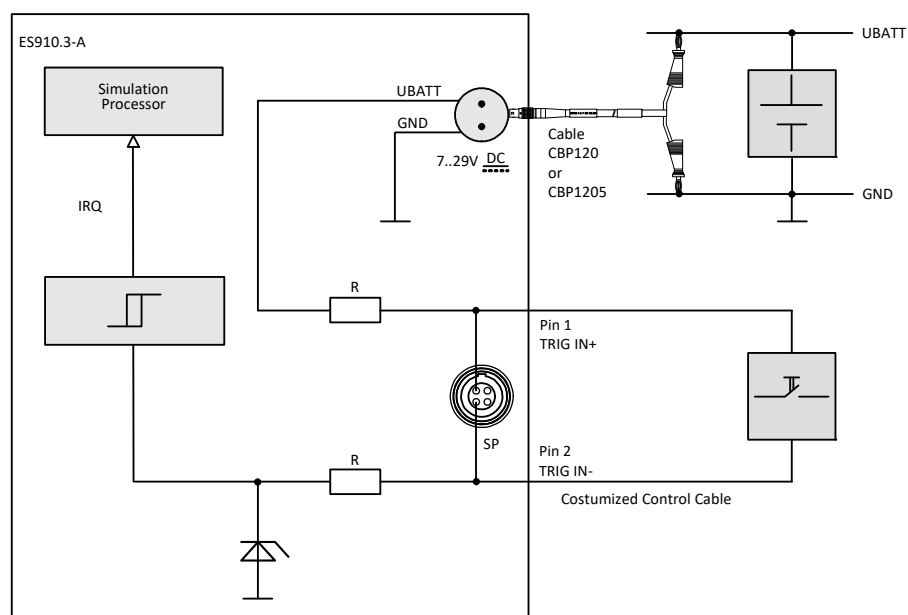 ES910.3-A
Simulation
Processor
IRQ
UBATT
GND
7..29V DC
Cable
CBP120
or
CBP1205
UBATT
GND
R
Pin 1
TRIG IN+
SP
R
Pin 2
TRIG IN-
Costumized Control Cable